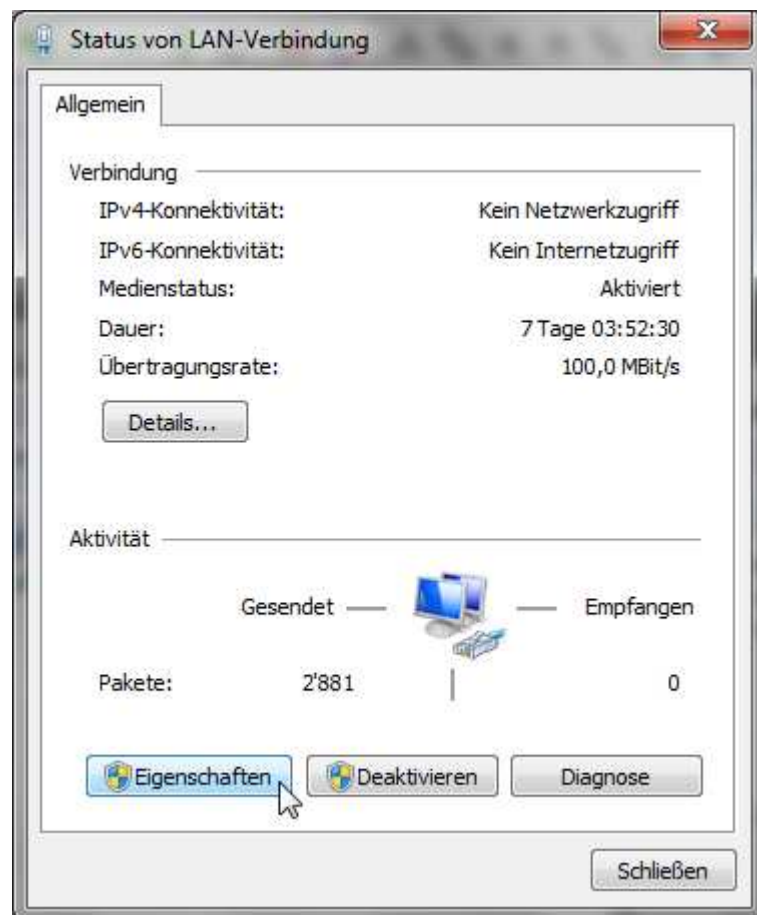 Status von LAN-Verbindung
Allgemein
Verbindung
IPv4-Konnektivität: Kein Netzwerkzugriff
IPv6-Konnektivität: Kein Internetzugriff
Medienstatus: Aktiviert
Dauer: 7 Tage 03:52:30
Übertragungsrate: 100,0 MBit/s
Details...
Aktivität
Gesendet Empfangen
Pakete: 2'881 0
Eigenschaften Deaktivieren Diagnose
Schließen